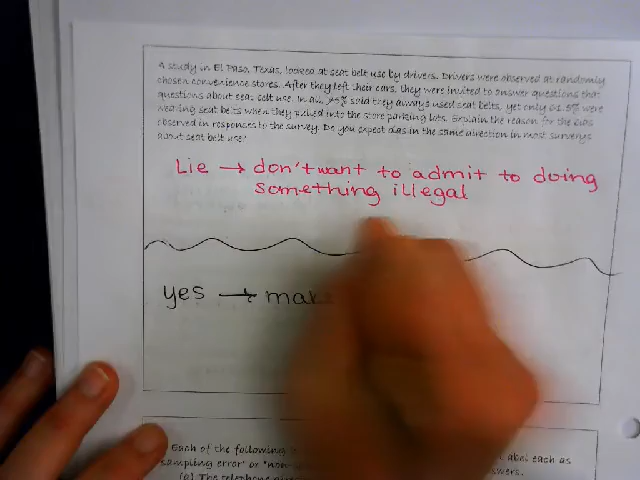 A study in El Paso, Texas, looked at seat belt use by drivers. Drivers were observed at randomly
chosen convenience stores. After they left their cars, they were invited to answer questions that
questions about seat belt use. In all, 75% said they always used seat belts, yet only 61.5% were
wearing seat belts when they pulled into the store parking lots. Explain the reason for the bias
observed in responses to the survey. Do you expect bias in the same direction in most surveys
about seat belt use?
Lie → don't want to admit to doing
something illegal
yes → mak
Each of the following
abel each as
"sampling error" or "non-
swers.
(a) The telephone